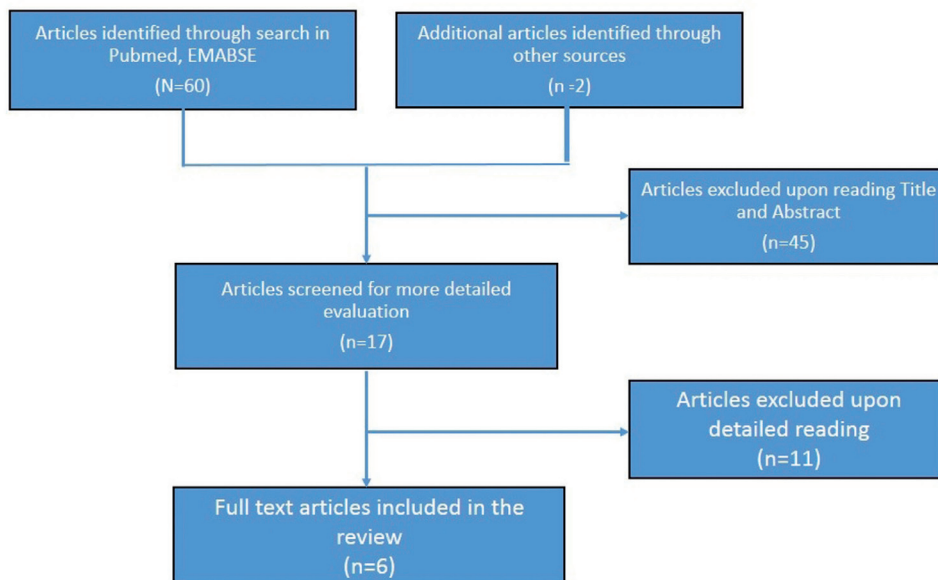 Articles identified through search in
Pubmed, EMABSE
(N=60)
Additional articles identified through
other sources
(n =2)
Articles excluded upon reading Title
and Abstract
(n=45)
Articles screened for more detailed
evaluation
(n=17)
Articles excluded upon
detailed reading
(n=11)
Full text articles included in the
review
(n=6)